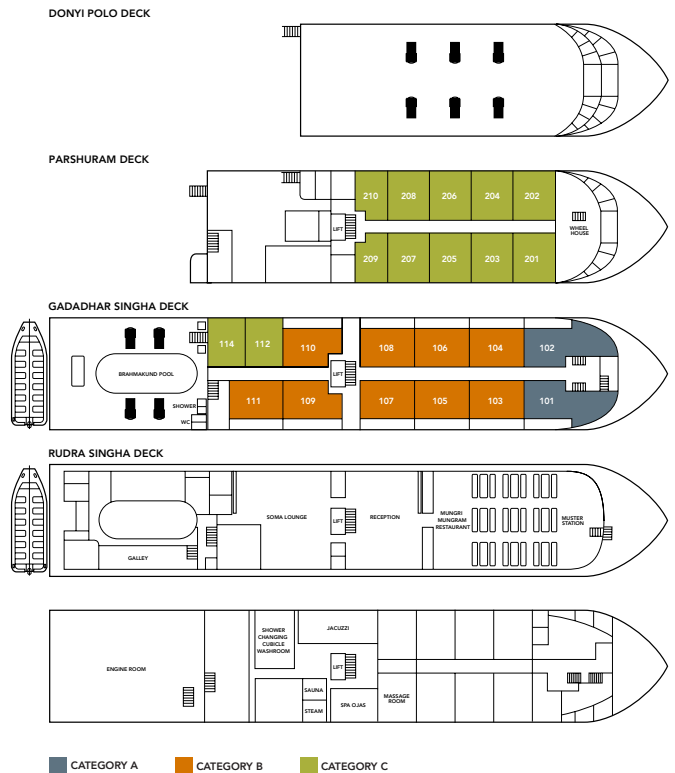 DONYI POLO DECK
PARSHURAM DECK
210 208 206 204 202
LIFT
WHEEL
HOUSE
209 207 205 203 201
GADADHAR SINGHA DECK
114 112 110 108 106 104 102
BRAHMAKUND POOL
LIFT
111 109 107 105 103 101
SHOWER
WC
RUDRA SINGHA DECK
SOMA LOUNGE
LIFT
RECEPTION
MUNGRI
MUNGRAM
RESTAURANT
MUSTER
STATION
GALLEY
SHOWER
CHANGING
CUBICLE
WASHROOM
JACUZZI
ENGINE ROOM
LIFT
SAUNA
STEAM
SPA OJAS
MASSAGE
ROOM
CATEGORY A
CATEGORY B
CATEGORY C